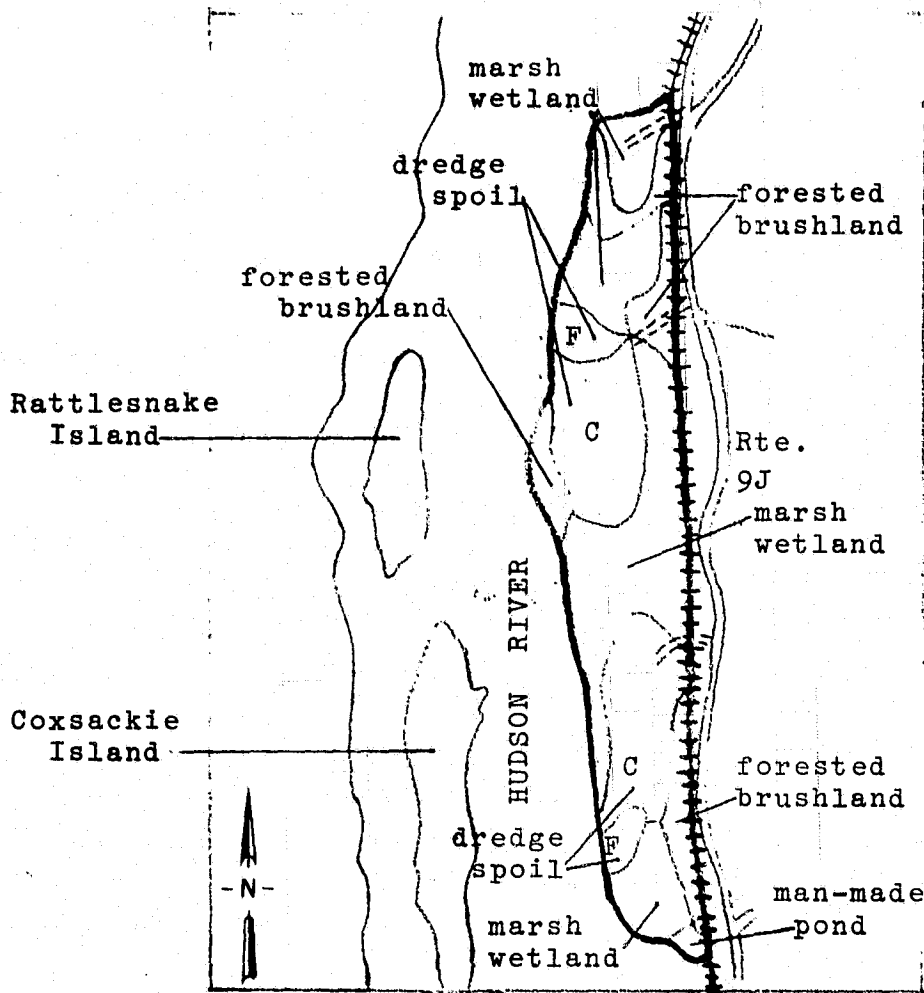 marsh
wetland
dredge
spoil
forested
brushland
forested
brushland
F
Rattlesnake
Island
C
Rte.
9J
marsh
wetland
HUDSON RIVER
Coxsackie
Island
C
forested
brushland
dredge
spoil
F
-N-
man-made
pond
marsh
wetland